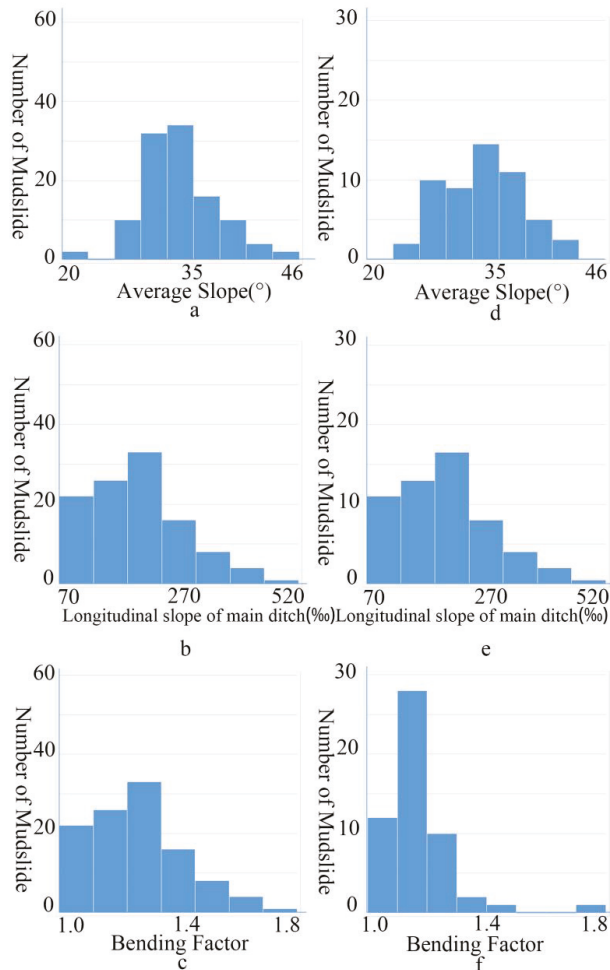 Number of Mudslide
60
40
20
0
20
35
46
Average Slope(°)
a
Number of Mudslide
30
20
10
0
20
35
46
Average Slope(°)
d
Number of Mudslide
60
40
20
0
70
270
520
Longitudinal slope of main ditch(‰)
b
Number of Mudslide
30
20
10
0
70
270
520
Longitudinal slope of main ditch(‰)
e
Number of Mudslide
60
40
20
0
1.0
1.4
1.8
Bending Factor
c
Number of Mudslide
30
20
10
0
1.0
1.4
1.8
Bending Factor
f